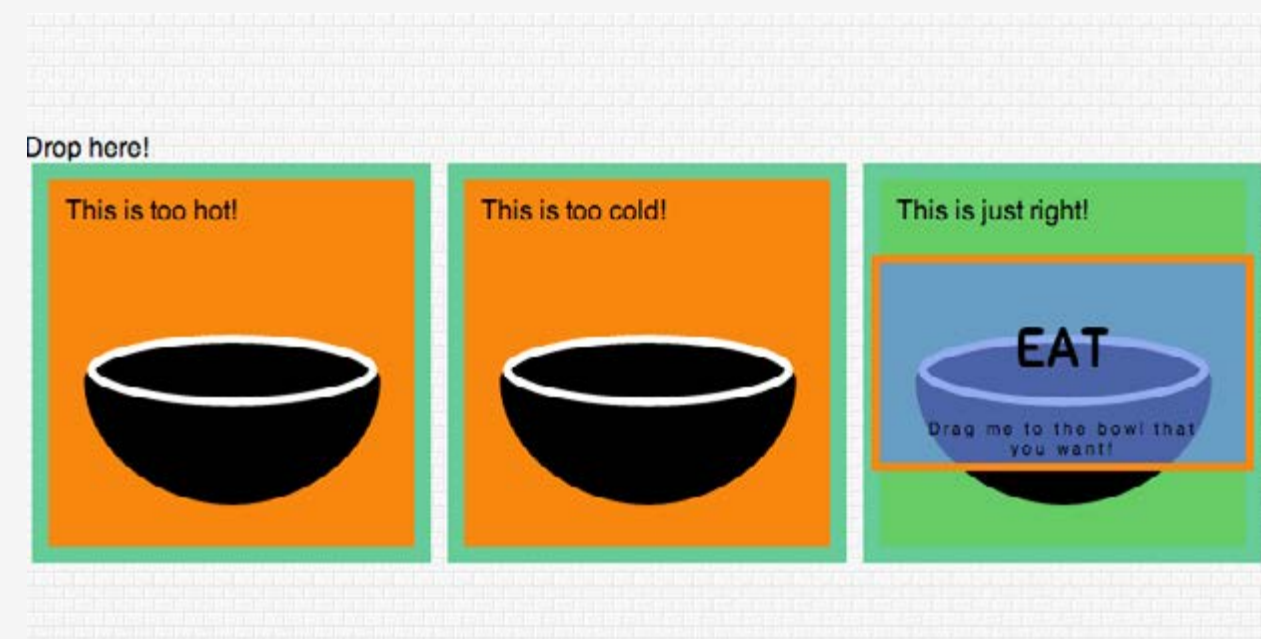 Drop here!
This is too hot!
This is too cold!
This is just right!
EAT
Drag me to the bowl that
you want!